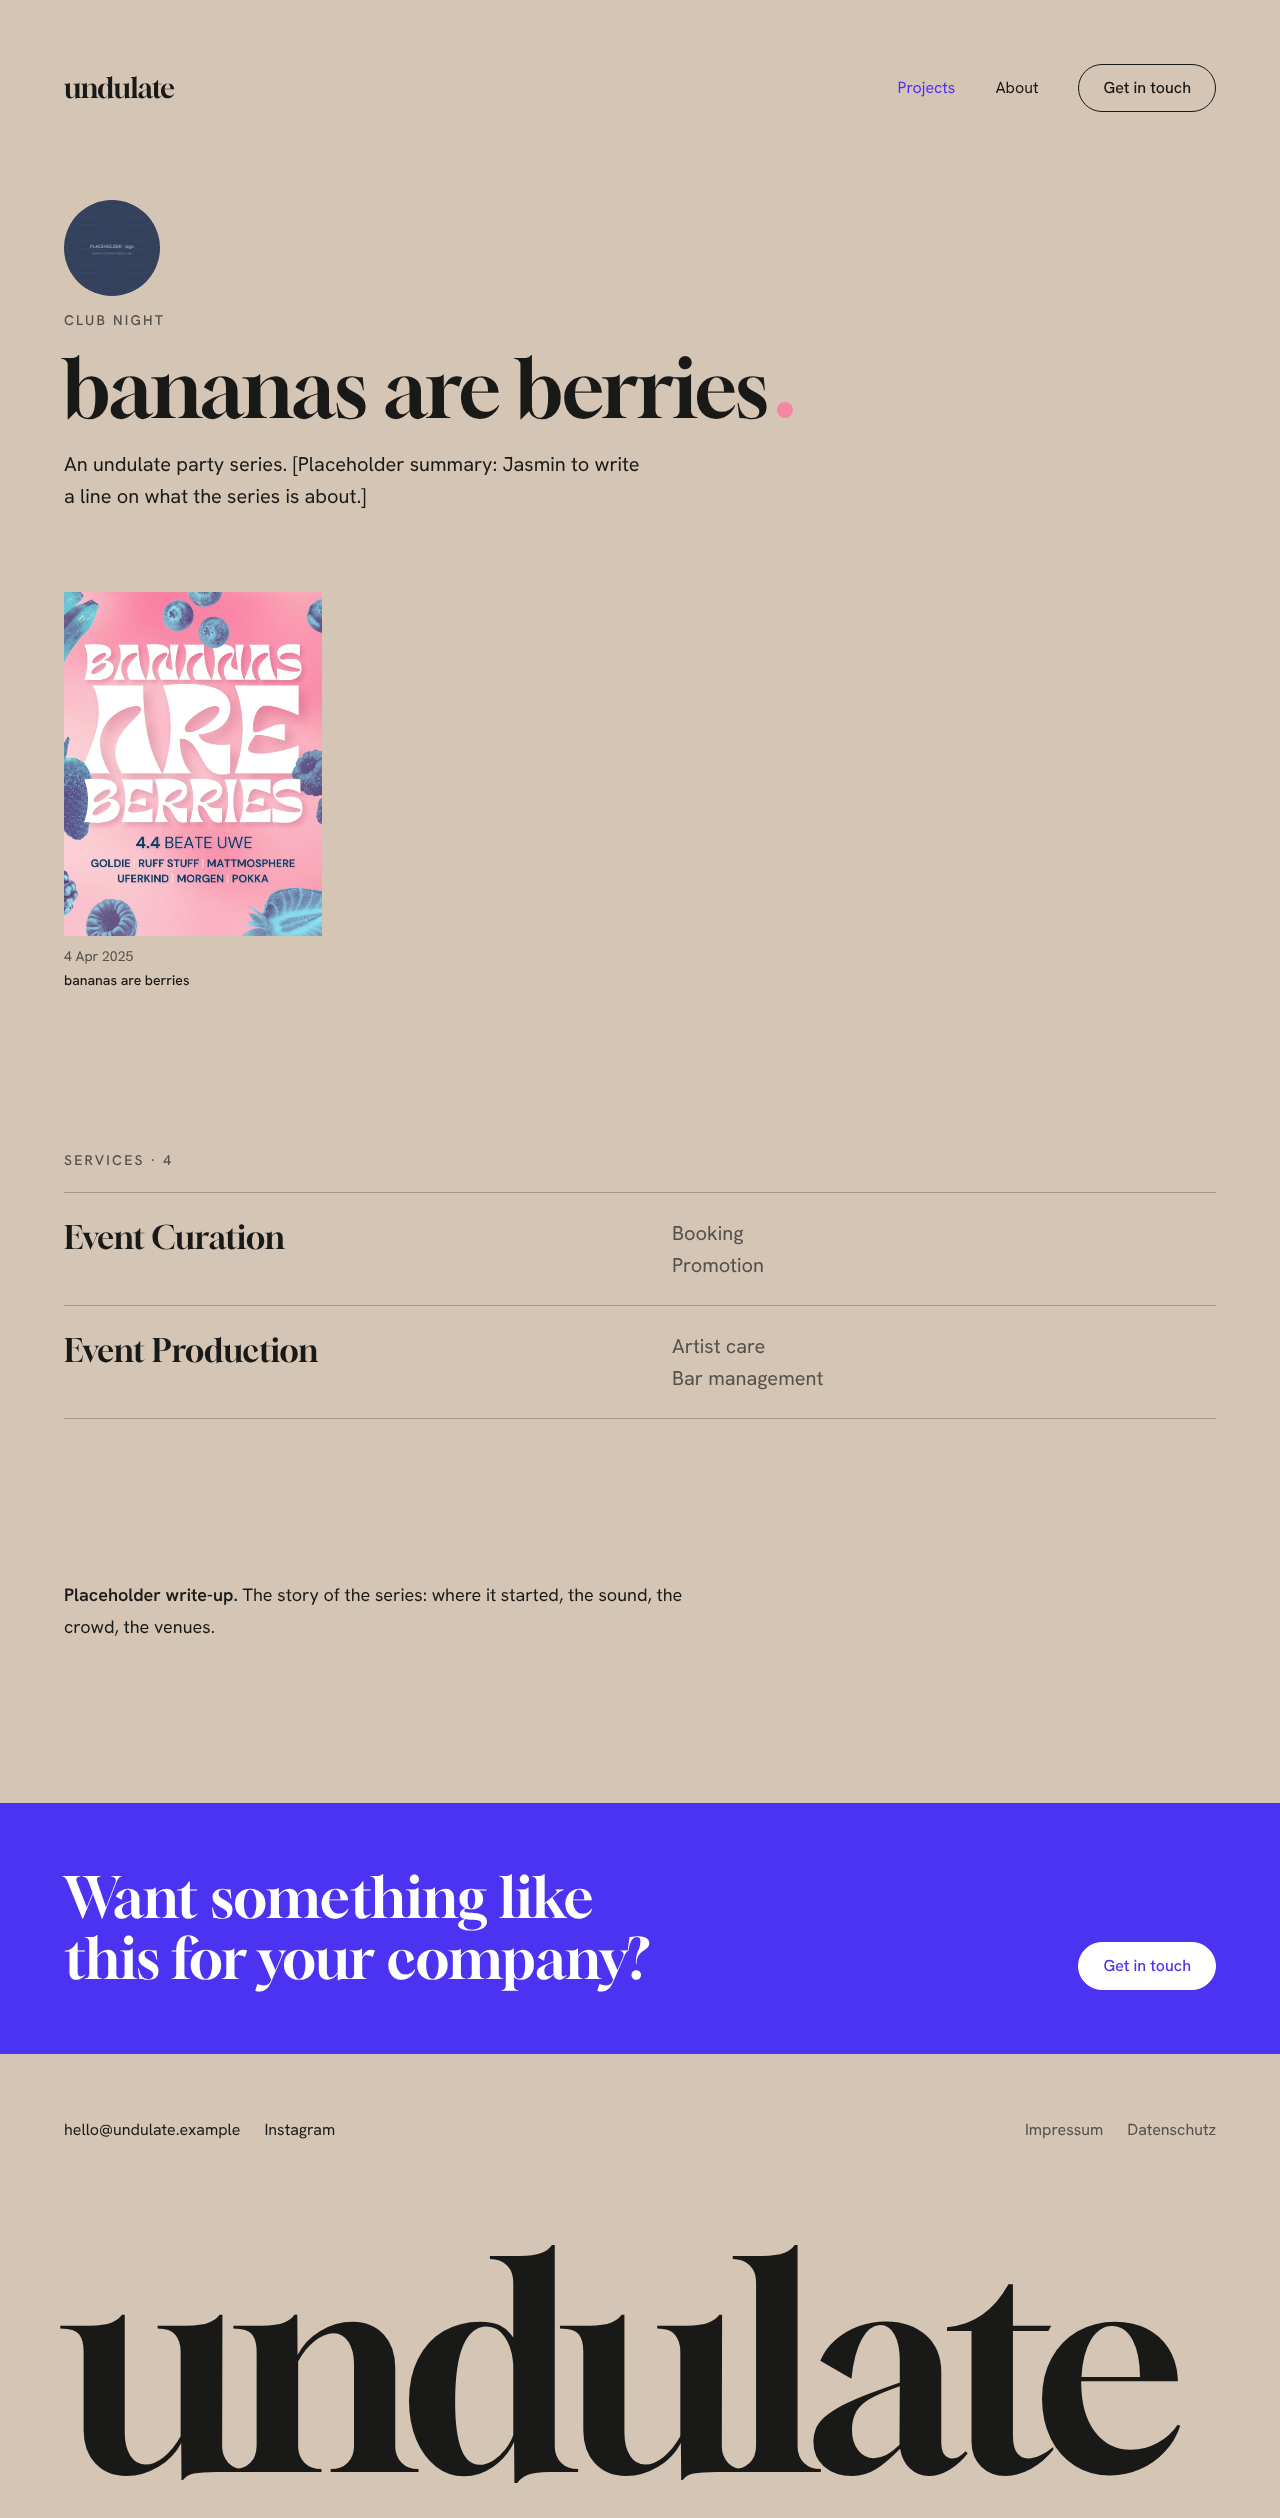 undulate
Projects
About
Get in touch
PLACEHOLDER · logo
CLUB NIGHT
bananas are berries.
An undulate party series. [Placeholder summary: Jasmin to write
a line on what the series is about.]
BANANAS
ARE
BERRIES
4.4 BEATE UWE
GOLDIE | RUFF STUFF | MATTMOSPHERE
UFERKIND | MORGEN | POKKA
4 Apr 2025
bananas are berries
SERVICES · 4
Event Curation
Booking
Promotion
Event Production
Artist care
Bar management
Placeholder write-up. The story of the series: where it started, the sound, the
crowd, the venues.
Want something like
this for your company?
Get in touch
hello@undulate.example
Instagram
Impressum
Datenschutz
undulate